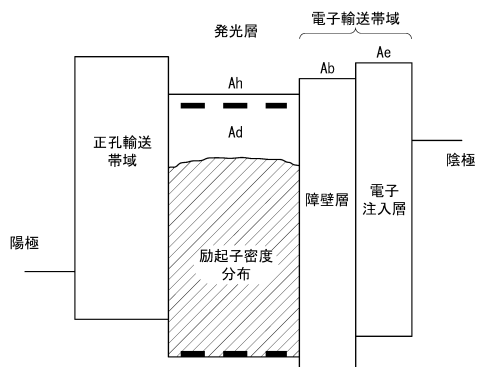 電子輸送帯域
発光層
Ae
Ab
Ah
Ad
正孔輸送
帯域
陰極
障壁層
電子
注入層
陽極
励起子密度
分布